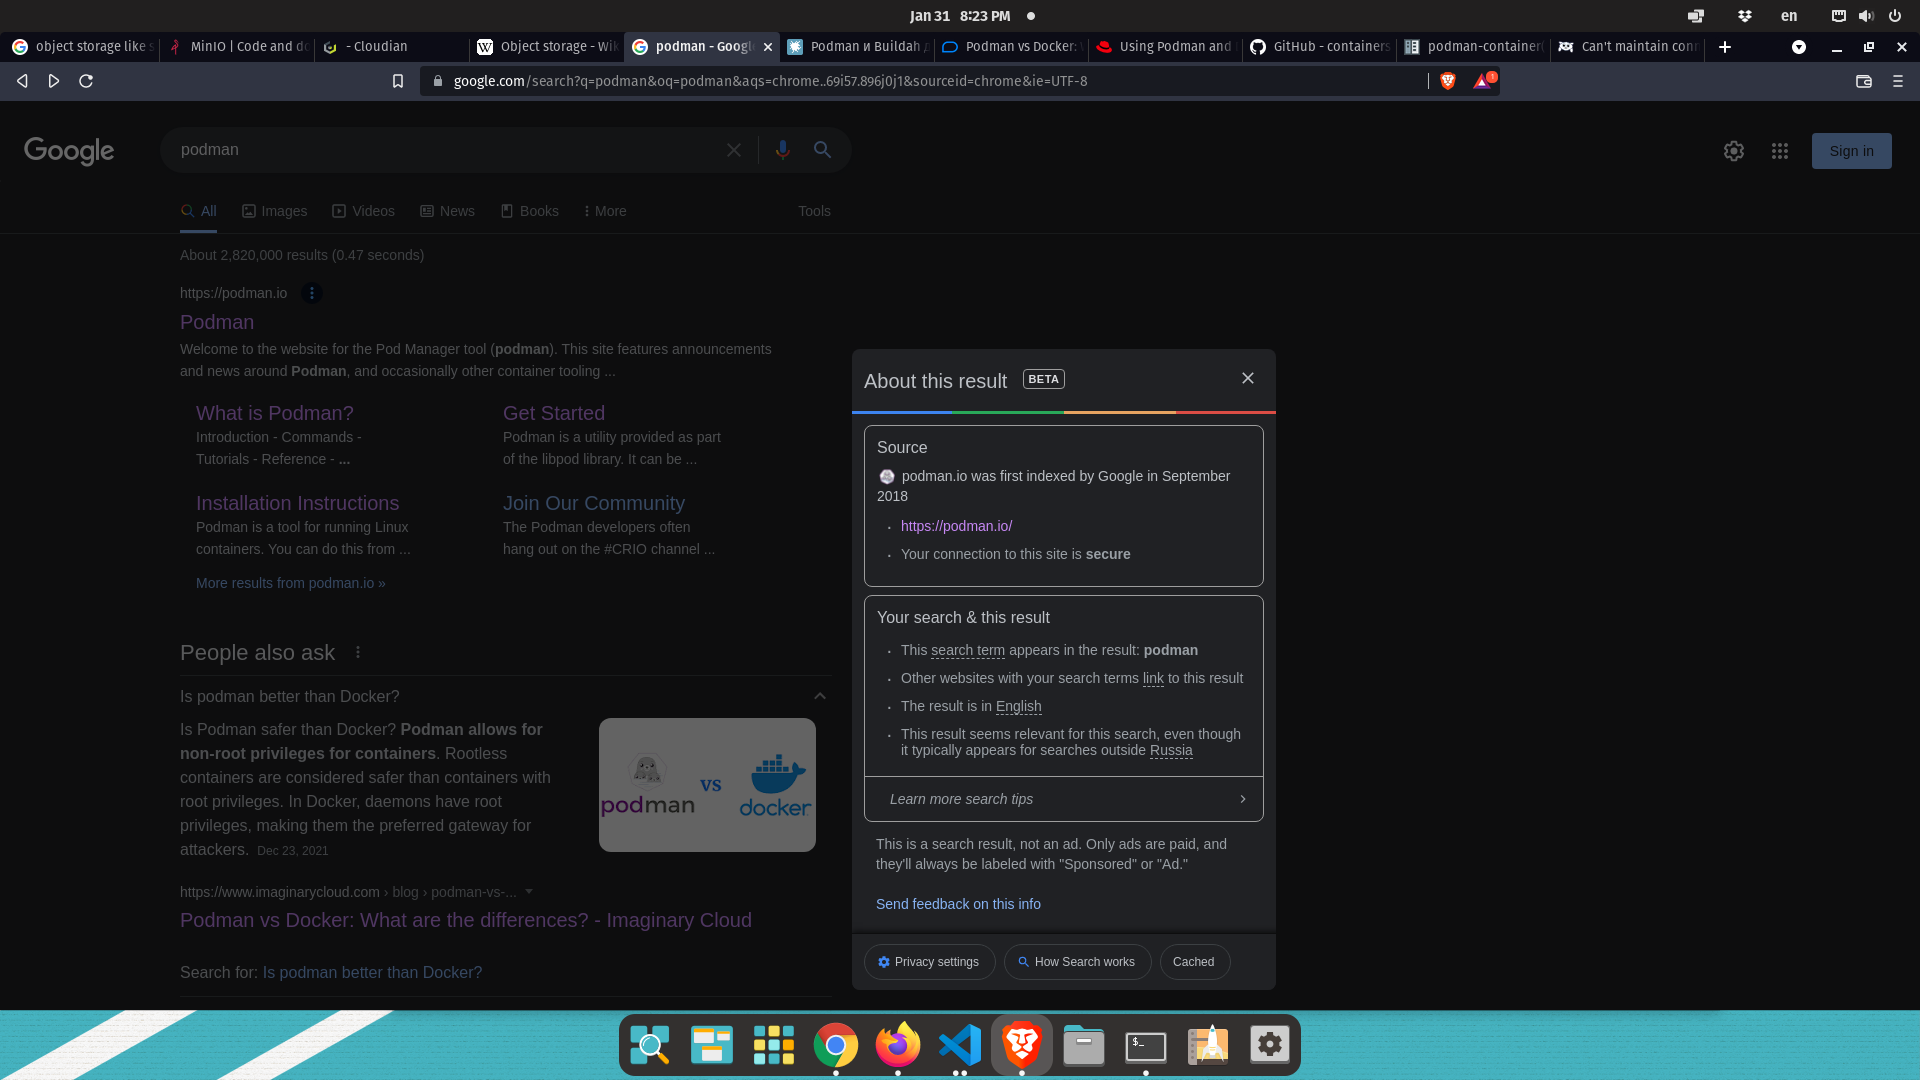 Jan 31 8:23 PM
en
object storage like s
MinIO | Code and do
- Cloudian
Object storage - Wik
podman - Google
Podman и Buildah д
Podman vs Docker:
Using Podman and
GitHub - containers
podman-container
Can't maintain conn
google.com/search?q=podman&oq=podman&aqs=chrome..69i57.896j0j1&sourceid=chrome&ie=UTF-8
1
Google
podman
Sign in
All
Images
Videos
News
Books
More
Tools
About 2,820,000 results (0.47 seconds)
https://podman.io
Podman
Welcome to the website for the Pod Manager tool (podman). This site features announcements
and news around Podman, and occasionally other container tooling ...
What is Podman?
Introduction - Commands -
Tutorials - Reference - ...
Get Started
Podman is a utility provided as part
of the libpod library. It can be ...
Installation Instructions
Podman is a tool for running Linux
containers. You can do this from ...
Join Our Community
The Podman developers often
hang out on the #CRIO channel ...
More results from podman.io »
People also ask
Is podman better than Docker?
Is Podman safer than Docker? Podman allows for
non-root privileges for containers. Rootless
containers are considered safer than containers with
root privileges. In Docker, daemons have root
privileges, making them the preferred gateway for
attackers. Dec 23, 2021
podman
vs
docker
https://www.imaginarycloud.com › blog › podman-vs-...
Podman vs Docker: What are the differences? - Imaginary Cloud
Search for: Is podman better than Docker?
About this result BETA
Source
podman.io was first indexed by Google in September
2018
· https://podman.io/
· Your connection to this site is secure
Your search & this result
· This search term appears in the result: podman
· Other websites with your search terms link to this result
· The result is in English
· This result seems relevant for this search, even though
it typically appears for searches outside Russia
Learn more search tips
This is a search result, not an ad. Only ads are paid, and
they'll always be labeled with "Sponsored" or "Ad."
Send feedback on this info
Privacy settings
How Search works
Cached
$_